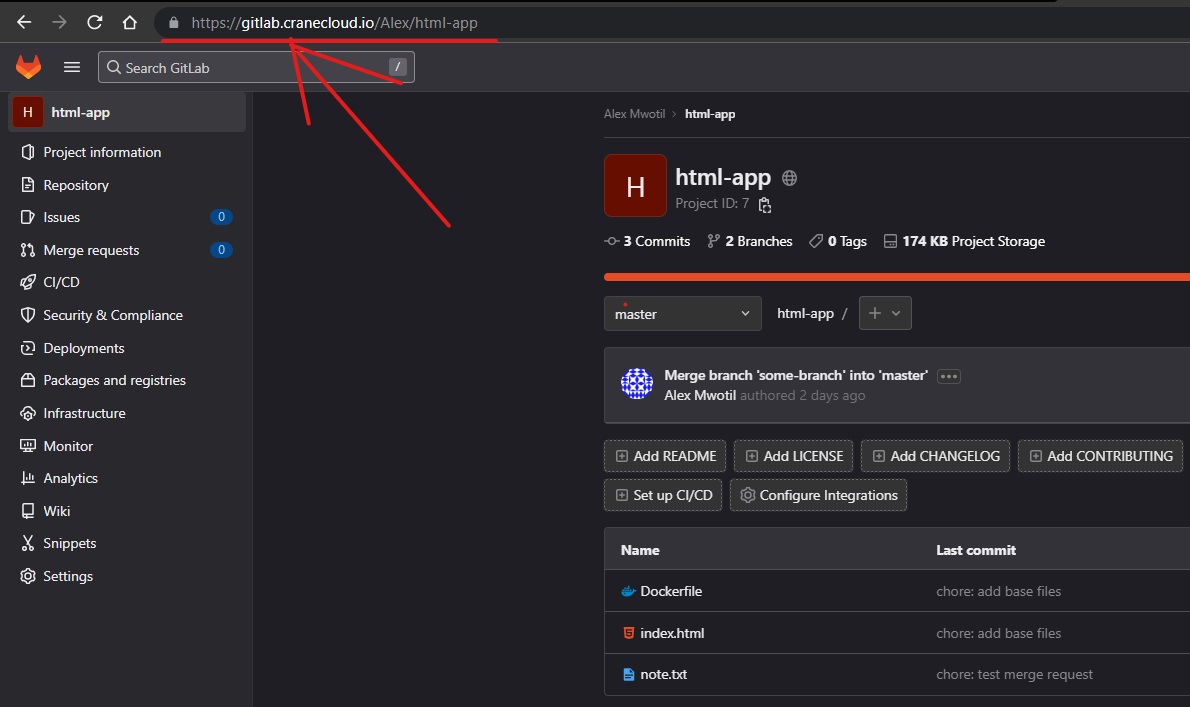 https://gitlab.cranecloud.io/Alex/html-app
Search GitLab /
H html-app
Project information
Repository
Issues 0
Merge requests 0
CI/CD
Security & Compliance
Deployments
Packages and registries
Infrastructure
Monitor
Analytics
Wiki
Snippets
Settings
Alex Mwotil › html-app
H
html-app
Project ID: 7
3 Commits 2 Branches 0 Tags 174 KB Project Storage
master html-app / +
Merge branch 'some-branch' into 'master'
Alex Mwotil authored 2 days ago
Add README Add LICENSE Add CHANGELOG Add CONTRIBUTING
Set up CI/CD Configure Integrations
Name Last commit
Dockerfile chore: add base files
index.html chore: add base files
note.txt chore: test merge request